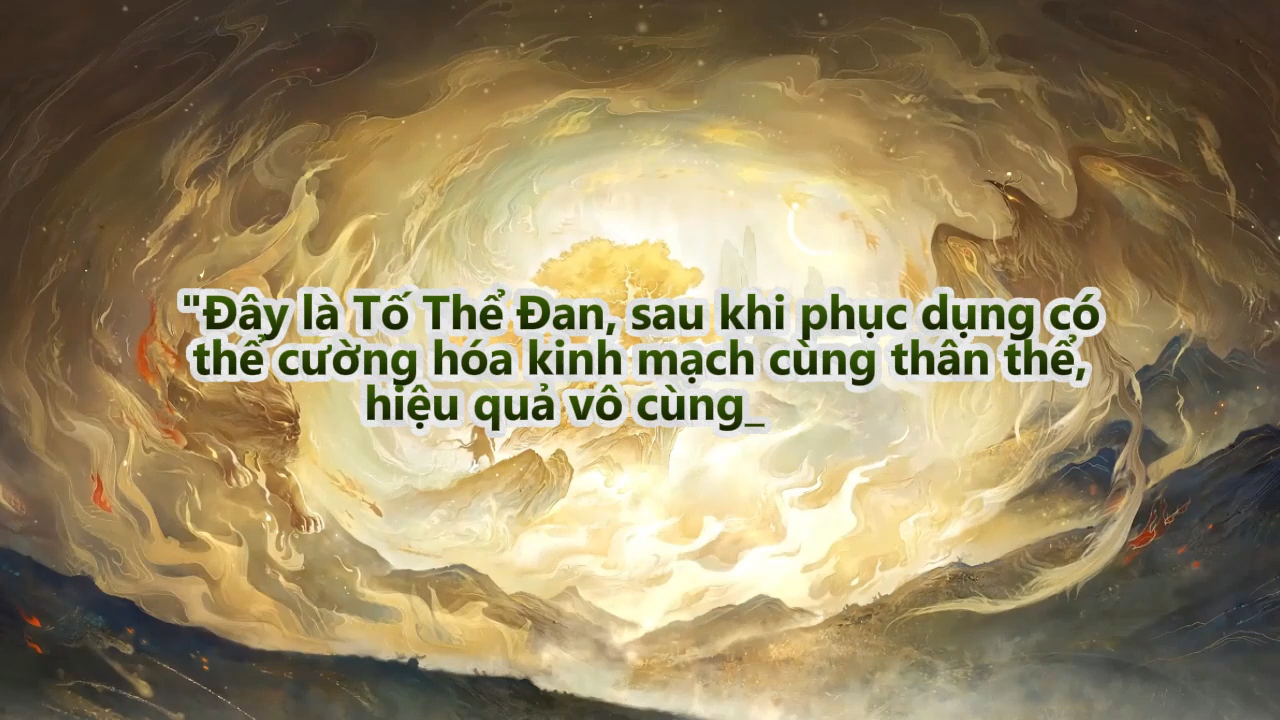 "Đây là Tố Thể Đan, sau khi phục dụng có
thể cường hóa kinh mạch cùng thân thể,
hiệu quả vô cùng_